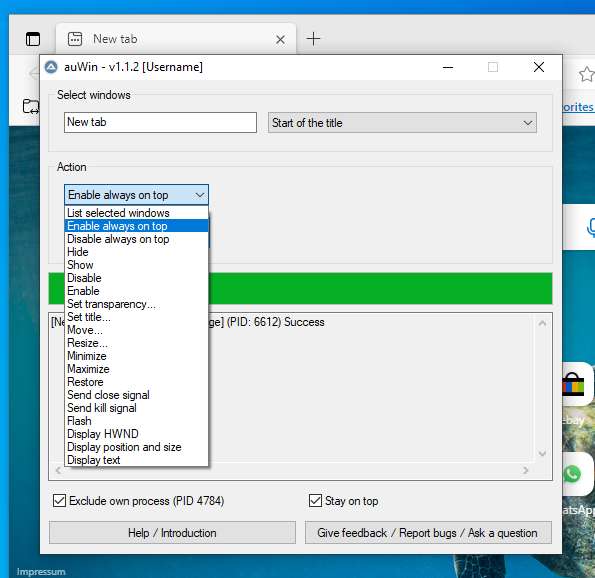 New tab
auWin - v1.1.2 [Username]
Select windows
orites
New tab
Start of the title
Action
Enable always on top
List selected windows
Enable always on top
Disable always on top
Hide
Show
Disable
Enable
Set transparency...
Set title...
[Ne
ge] (PID: 6612) Success
Move...
Resize...
Minimize
Maximize
Restore
Send close signal
Send kill signal
Flash
ebay
Display HWND
Display position and size
Display text
Exclude own process (PID 4784)
Stay on top
atsApp
Help / Introduction
Give feedback / Report bugs / Ask a question
Impressum